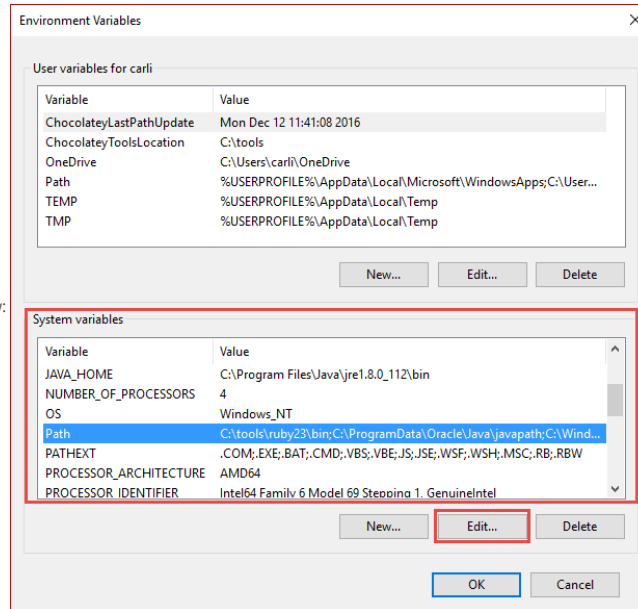 Environment Variables
User variables for carli
Variable Value
ChocolateyLastPathUpdate Mon Dec 12 11:41:08 2016
ChocolateyToolsLocation C:\tools
OneDrive C:\Users\carli\OneDrive
Path %USERPROFILE%\AppData\Local\Microsoft\WindowsApps;C:\User...
TEMP %USERPROFILE%\AppData\Local\Temp
TMP %USERPROFILE%\AppData\Local\Temp
New... Edit... Delete
System variables
Variable Value
JAVA_HOME C:\Program Files\Java\jre1.8.0_112\bin
NUMBER_OF_PROCESSORS 4
OS Windows_NT
Path C:\tools\ruby23\bin;C:\ProgramData\Oracle\Java\javapath;C:\Wind...
PATHEXT .COM;.EXE;.BAT;.CMD;.VBS;.VBE;.JS;.JSE;.WSF;.WSH;.MSC;.RB;.RBW
PROCESSOR_ARCHITECTURE AMD64
PROCESSOR_IDENTIFIER Intel64 Family 6 Model 69 Stepping 1, GenuineIntel
New... Edit... Delete
OK Cancel